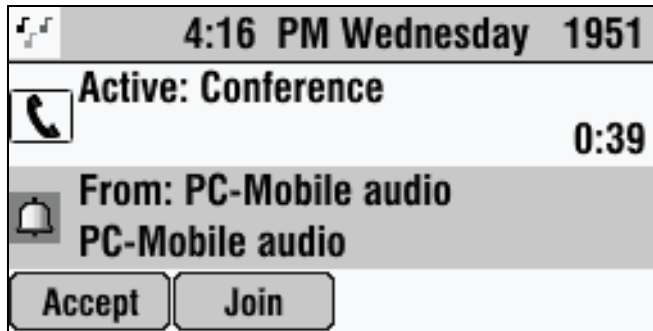 4:16 PM Wednesday 1951
Active: Conference
0:39
From: PC-Mobile audio
PC-Mobile audio
Accept Join